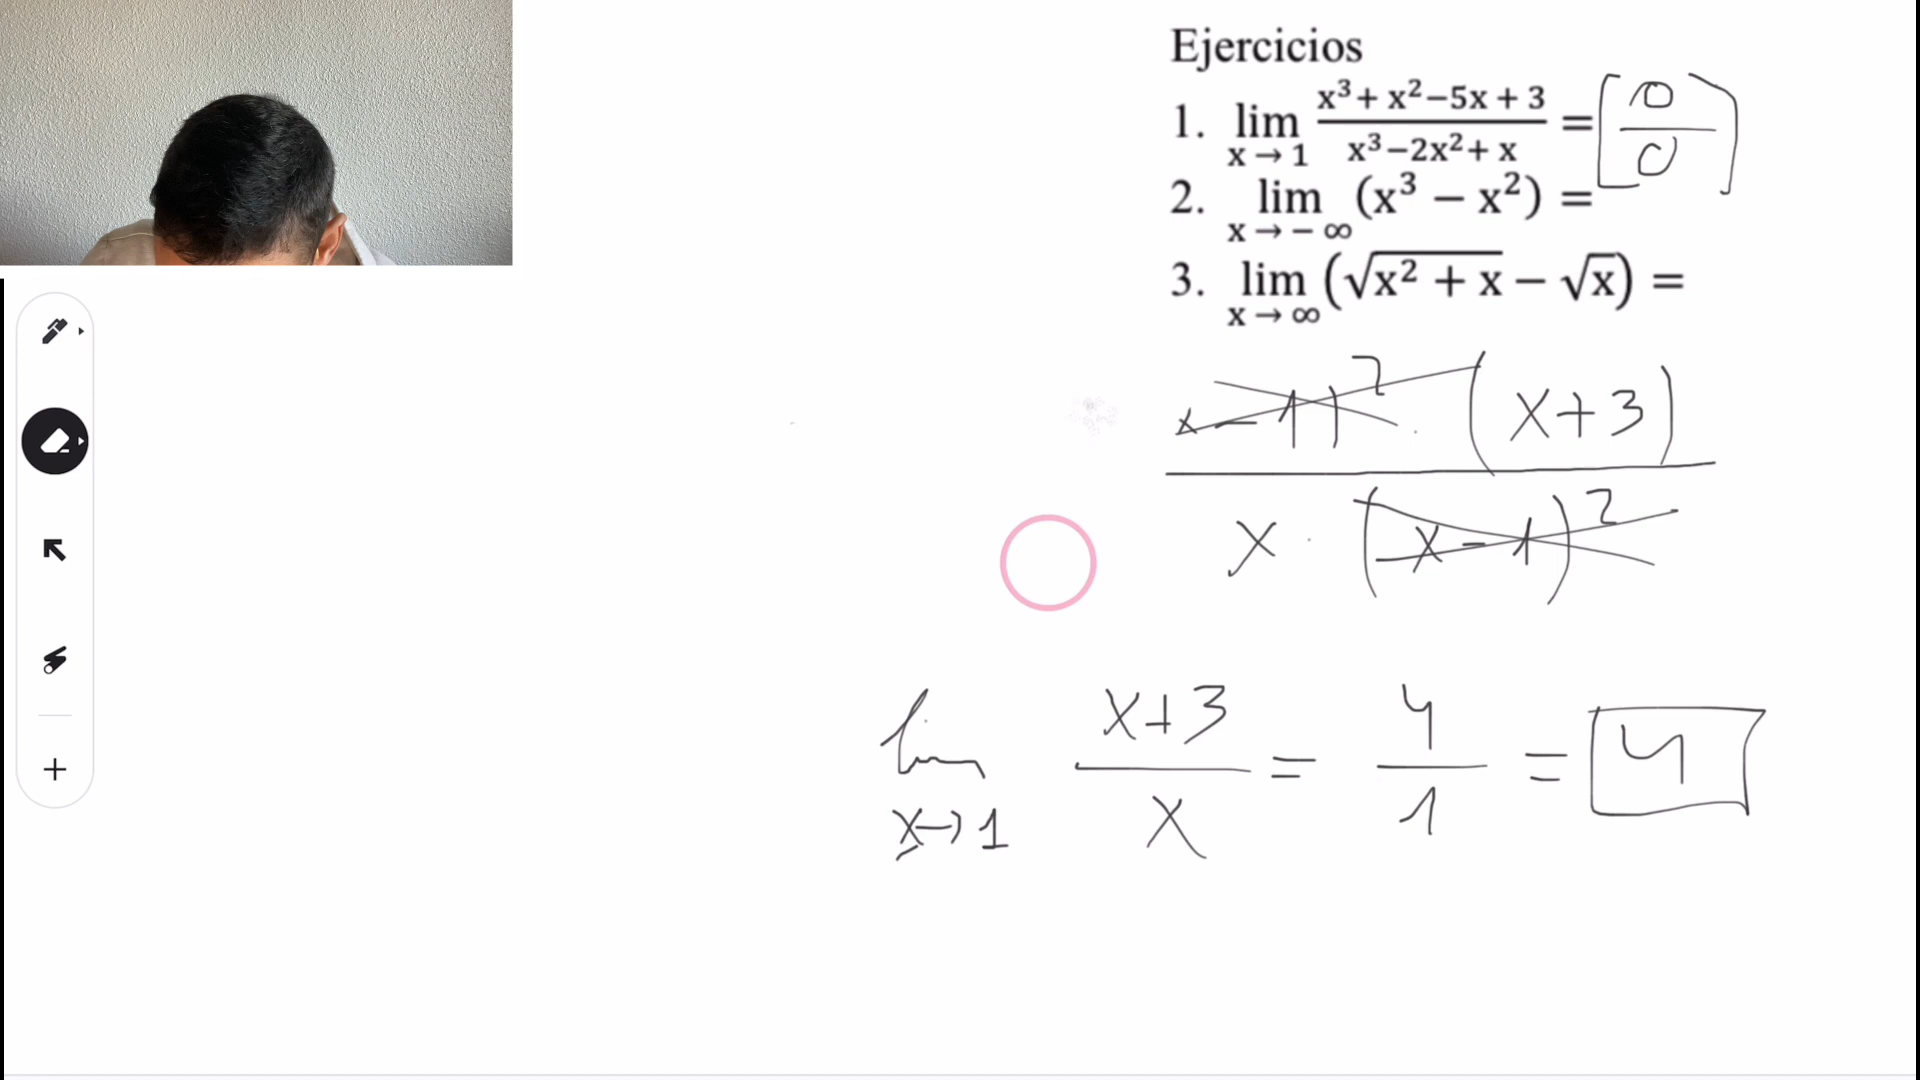 Ejercicios
1. lim x → 1 (x³ + x² − 5x + 3)/(x³ − 2x² + x) = [0/0]
2. lim x → − ∞ (x³ − x²) =
3. lim x → ∞ (√(x² + x) − √x) =
x − 1)² · (x + 3)
x · (x − 1)²
lim x → 1 (x + 3)/x = 4/1 = 4